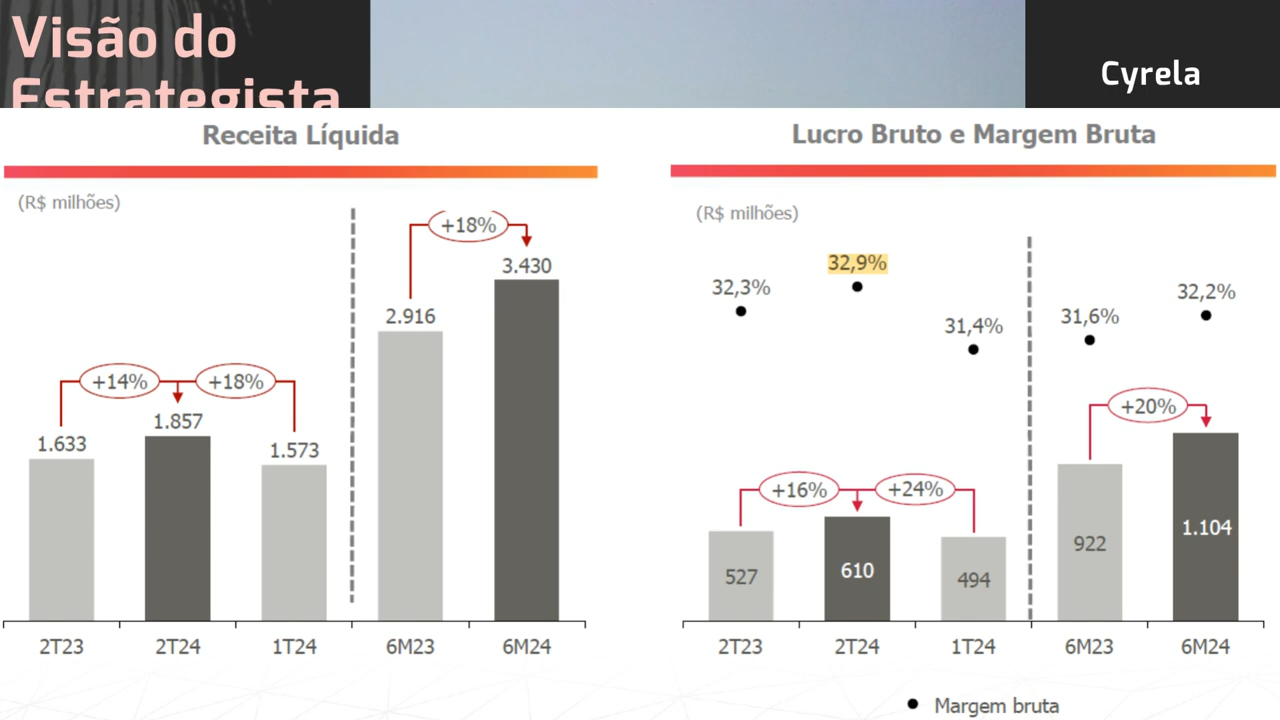 Visão do
Estrategista
Cyrela
Receita Líquida
(R$ milhões)
+18%
3.430
2.916
+14%
+18%
1.857
1.633
1.573
2T23
2T24
1T24
6M23
6M24
Lucro Bruto e Margem Bruta
(R$ milhões)
32,9%
32,3%
32,2%
31,6%
31,4%
+20%
+16%
+24%
1.104
922
610
527
494
2T23
2T24
1T24
6M23
6M24
Margem bruta